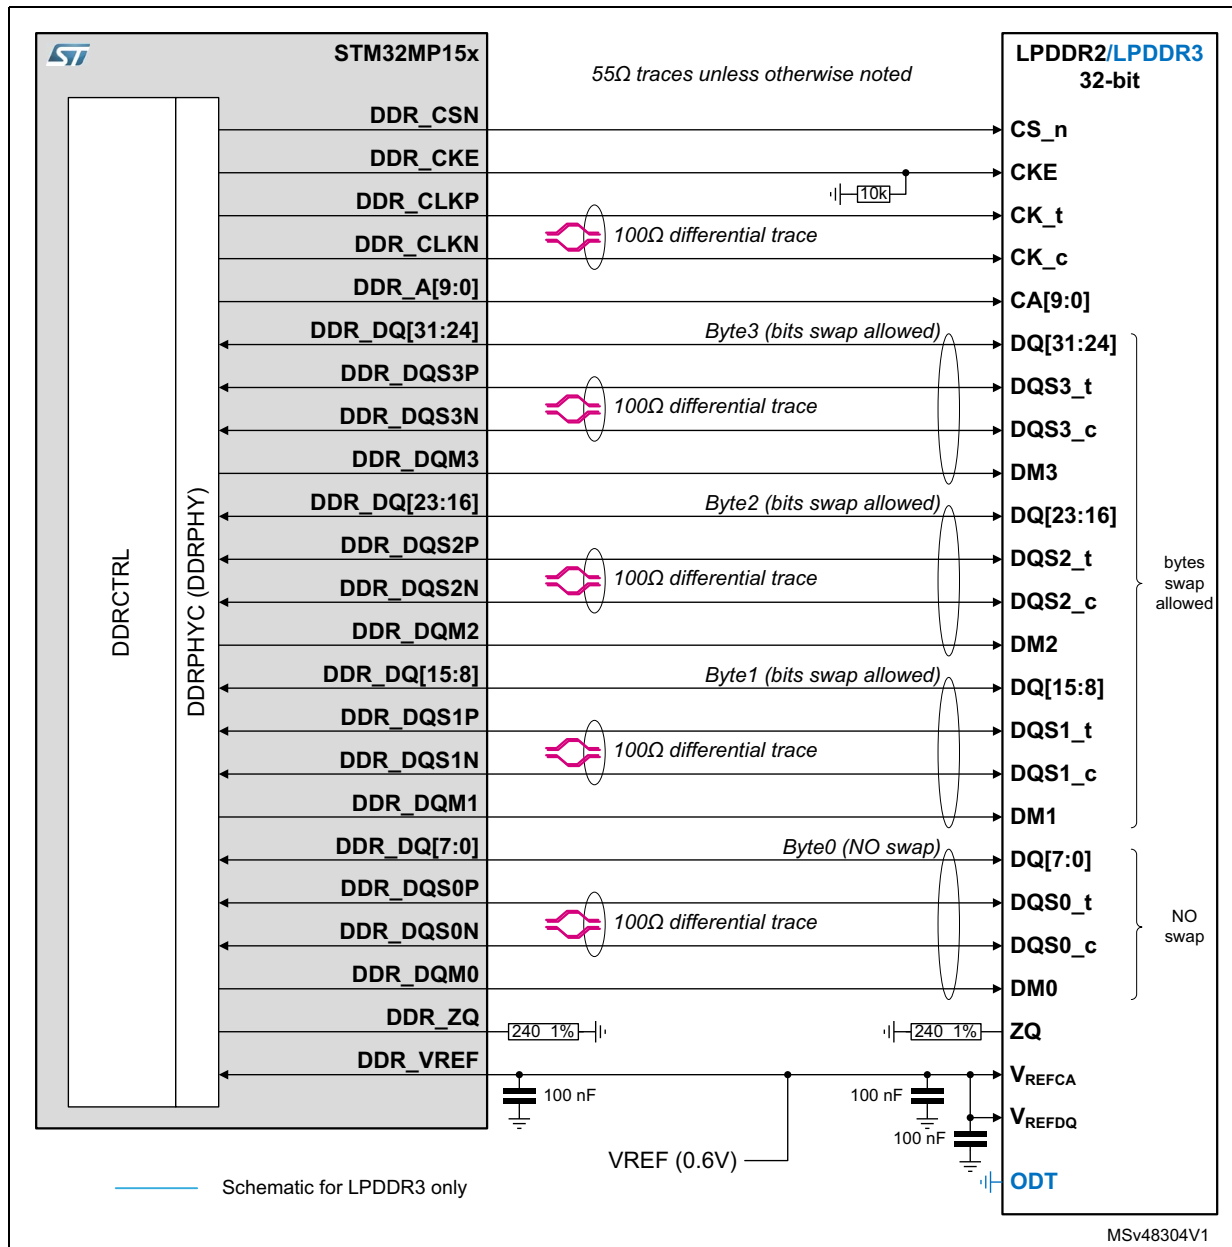 ST
STM32MP15x
55Ω traces unless otherwise noted
LPDDR2/LPDDR3
32-bit
DDRCTRL
DDRPHYC (DDRPHY)
DDR_CSN
CS_n
DDR_CKE
10k
CKE
DDR_CLKP
CK_t
100Ω differential trace
DDR_CLKN
CK_c
DDR_A[9:0]
CA[9:0]
DDR_DQ[31:24]
Byte3 (bits swap allowed)
DQ[31:24]
DDR_DQS3P
DQS3_t
100Ω differential trace
DDR_DQS3N
DQS3_c
DDR_DQM3
DM3
DDR_DQ[23:16]
Byte2 (bits swap allowed)
DQ[23:16]
DDR_DQS2P
DQS2_t
100Ω differential trace
DDR_DQS2N
DQS2_c
DDR_DQM2
DM2
bytes
swap
allowed
DDR_DQ[15:8]
Byte1 (bits swap allowed)
DQ[15:8]
DDR_DQS1P
DQS1_t
100Ω differential trace
DDR_DQS1N
DQS1_c
DDR_DQM1
DM1
DDR_DQ[7:0]
Byte0 (NO swap)
DQ[7:0]
DDR_DQS0P
DQS0_t
100Ω differential trace
DDR_DQS0N
DQS0_c
DDR_DQM0
DM0
NO
swap
DDR_ZQ
240 1%
240 1%
ZQ
DDR_VREF
100 nF
100 nF
VREFCA
100 nF
VREFDQ
VREF (0.6V)
ODT
Schematic for LPDDR3 only
MSv48304V1